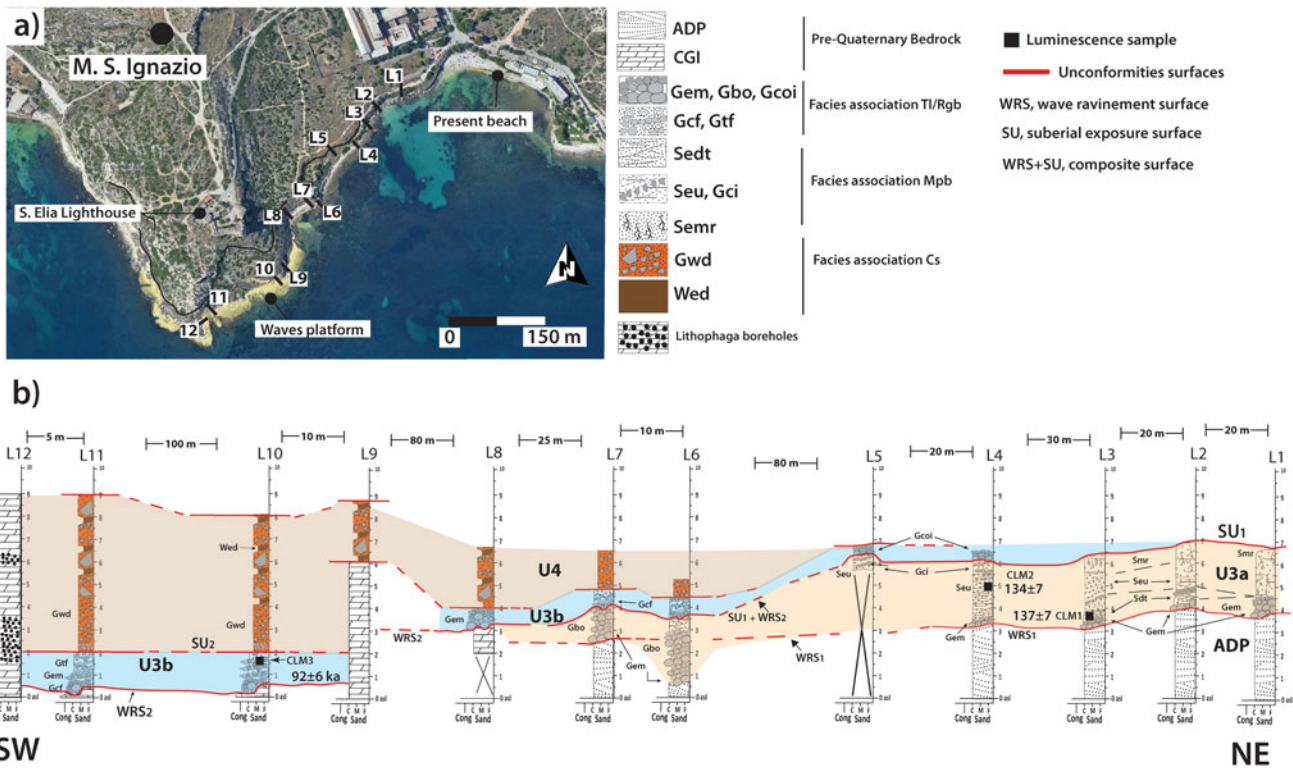 a)
M. S. Ignazio
L1
L2
L3
L4
L5
Present beach
S. Elia Lighthouse
L7
L8
L6
10
L9
11
12
Waves platform
N
0 150 m
ADP
CGI
Gem, Gbo, Gcoi
Gcf, Gtf
Sedt
Seu, Gci
Semr
Gwd
Wed
Lithophaga boreholes
Pre-Quaternary Bedrock
Facies association Tl/Rgb
Facies association Mpb
Facies association Cs
Luminescence sample
Unconformities surfaces
WRS, wave ravinement surface
SU, suberial exposure surface
WRS+SU, composite surface
b)
5 m 100 m 10 m 80 m 25 m 10 m 80 m 20 m 30 m 20 m 20 m
L12 L11 L10 L9 L8 L7 L6 L5 L4 L3 L2 L1
Wed
Gwd
Gwd
SU2
U3b
Gtf
Gem
Gcf
WRS2
CLM3
92±6 ka
WRS2
U4
U3b
Gem
Gcf
Gbo
Gem
Gbo
Gem
SU1 + WRS2
WRS1
Seu
Gcoi
Gci
Seu
CLM2
134±7
137±7 CLM1
Gem
WRS1
SU1
Smr
Smr
Seu
Sdt
U3a
Gem
Gem
ADP
0 asl
C M F
Cong Sand
SW
NE